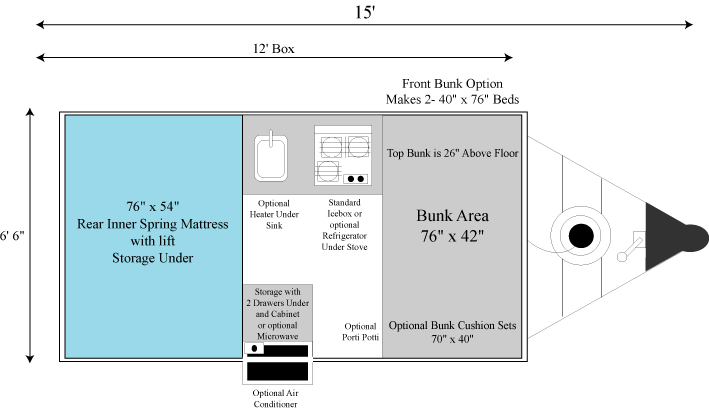 15'
12' Box
Front Bunk Option
Makes 2- 40" x 76" Beds
6' 6"
76" x 54"
Rear Inner Spring Mattress
with lift
Storage Under
Optional
Heater Under
Sink
Standard
Icebox or
optional
Refrigerator
Under Stove
Top Bunk is 26" Above Floor
Bunk Area
76" x 42"
Storage with
2 Drawers Under
and Cabinet
or optional
Microwave
Optional
Porti Potti
Optional Bunk Cushion Sets
70" x 40"
Optional Air
Conditioner